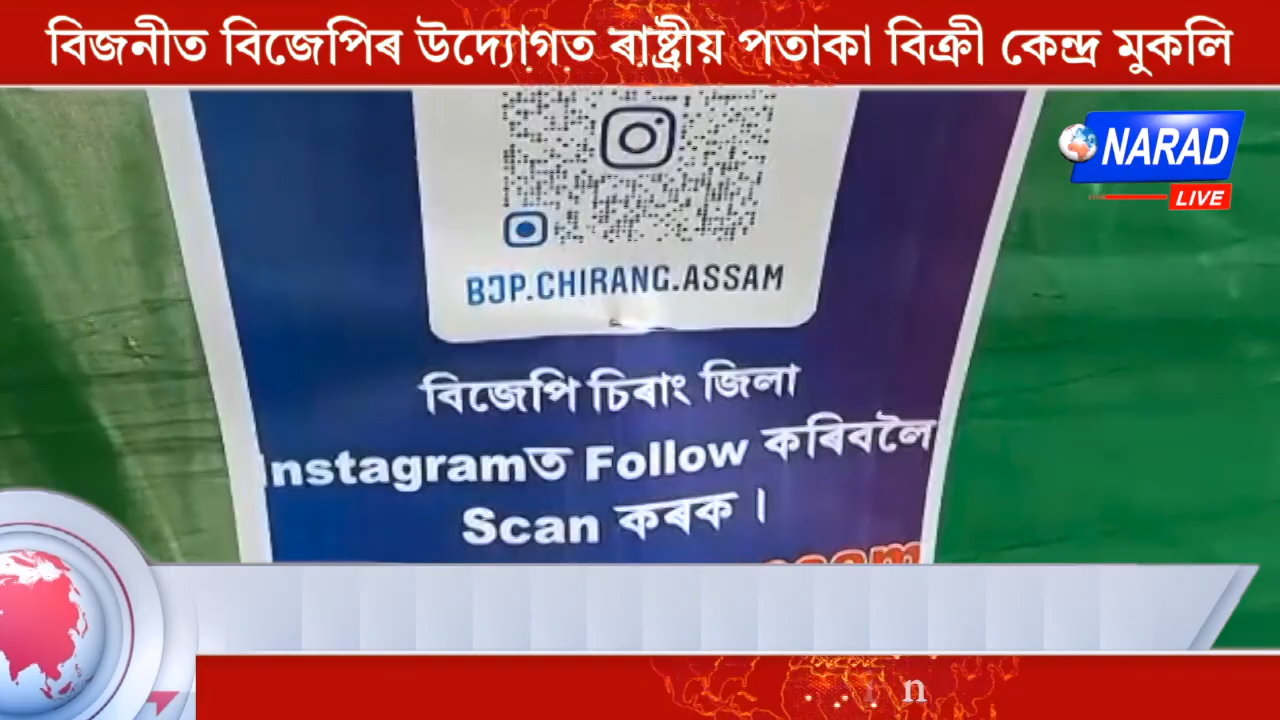 বিজনীত বিজেপিৰ উদ্যোগত ৰাষ্ট্ৰীয় পতাকা বিক্ৰী কেন্দ্ৰ মুকলি
NARAD
LIVE
BJP.CHIRANG.ASSAM
বিজেপি চিৰাং জিলা
Instagramত Follow কৰিবলৈ
Scan কৰক ।
n